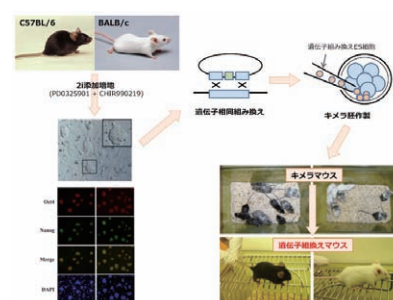 C57BL/6
BALB/c
2i添加培地
(PD0325901 + CHIR990219)
遺伝子相同組み換え
遺伝子組み換えES細胞
キメラ胚作製
キメラマウス
遺伝子組換えマウス
Oct4
Nanog
Merge
DAPI